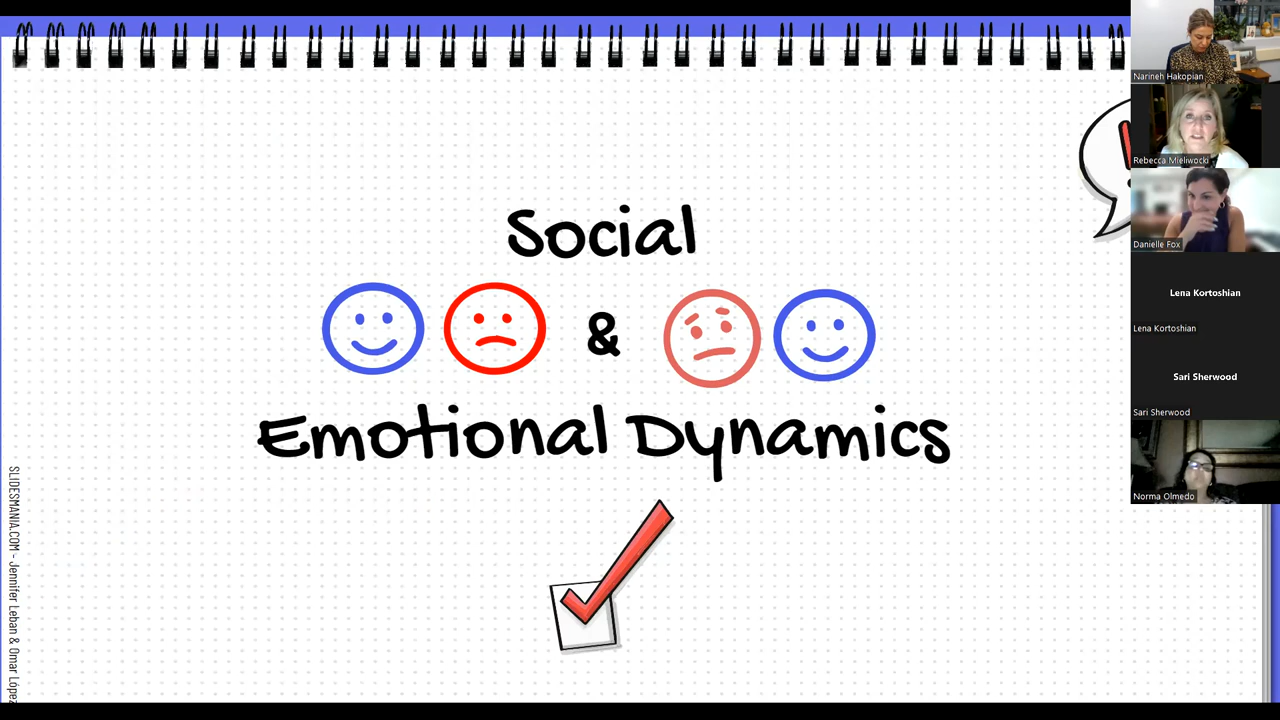 Social
&
Emotional Dynamics
SLIDESMANIA.COM - Jennifer Leban & Omar López
Narineh Hakopian
Rebecca Mieliwocki
Danielle Fox
Lena Kortoshian
Lena Kortoshian
Sari Sherwood
Sari Sherwood
Norma Olmedo